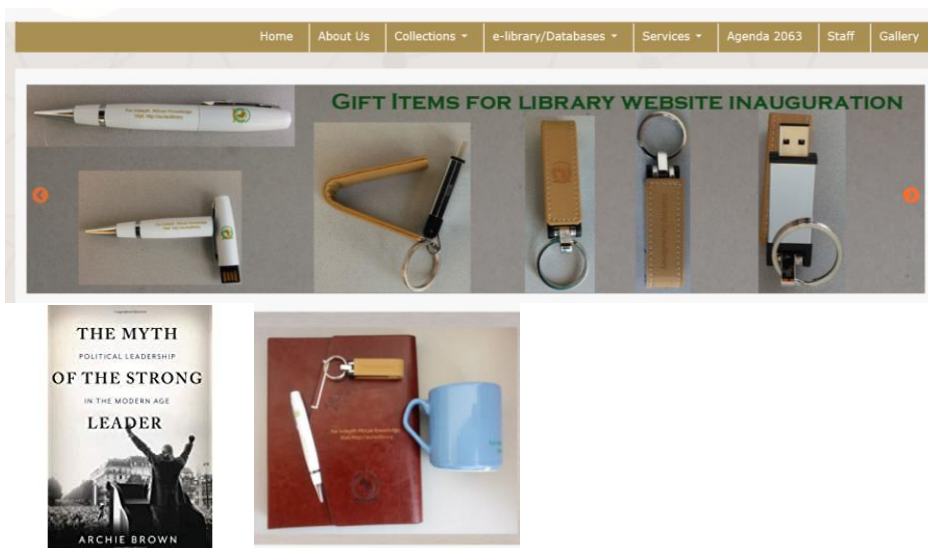 Home
About Us
Collections
e-library/Databases
Services
Agenda 2063
Staff
Gallery
GIFT ITEMS FOR LIBRARY WEBSITE INAUGURATION
THE MYTH
POLITICAL LEADERSHIP
OF THE STRONG
IN THE MODERN AGE
LEADER
ARCHIE BROWN